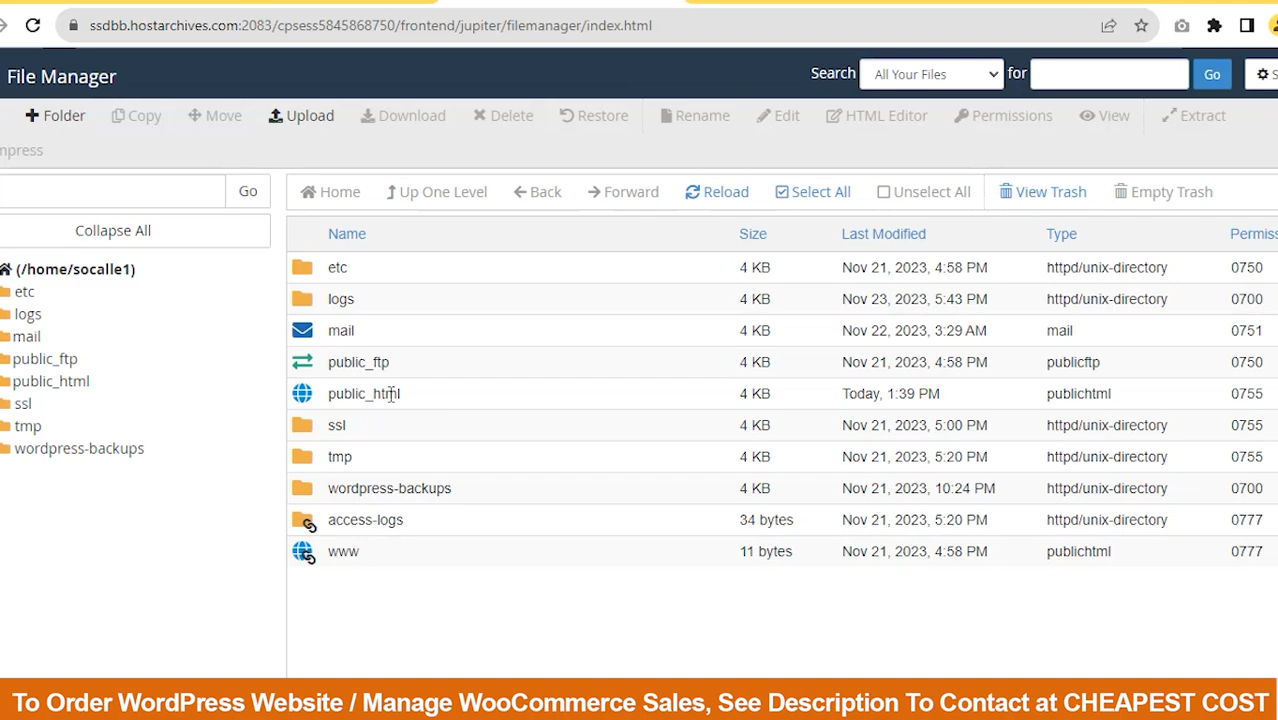 ssdbb.hostarchives.com:2083/cpsess5845868750/frontend/jupiter/filemanager/index.html
File Manager
Search All Your Files for Go
Folder Copy Move Upload Download Delete Restore Rename Edit HTML Editor Permissions View Extract
mpress
Go
Home Up One Level Back Forward Reload Select All Unselect All View Trash Empty Trash
Collapse All
(/home/socalle1)
etc
logs
mail
public_ftp
public_html
ssl
tmp
wordpress-backups
Name Size Last Modified Type Permiss
etc 4 KB Nov 21, 2023, 4:58 PM httpd/unix-directory 0750
logs 4 KB Nov 23, 2023, 5:43 PM httpd/unix-directory 0700
mail 4 KB Nov 22, 2023, 3:29 AM mail 0751
public_ftp 4 KB Nov 21, 2023, 4:58 PM publicftp 0750
public_html 4 KB Today, 1:39 PM publichtml 0755
ssl 4 KB Nov 21, 2023, 5:00 PM httpd/unix-directory 0755
tmp 4 KB Nov 21, 2023, 5:20 PM httpd/unix-directory 0755
wordpress-backups 4 KB Nov 21, 2023, 10:24 PM httpd/unix-directory 0700
access-logs 34 bytes Nov 21, 2023, 5:20 PM httpd/unix-directory 0777
www 11 bytes Nov 21, 2023, 4:58 PM publichtml 0777
To Order WordPress Website / Manage WooCommerce Sales, See Description To Contact at CHEAPEST COST